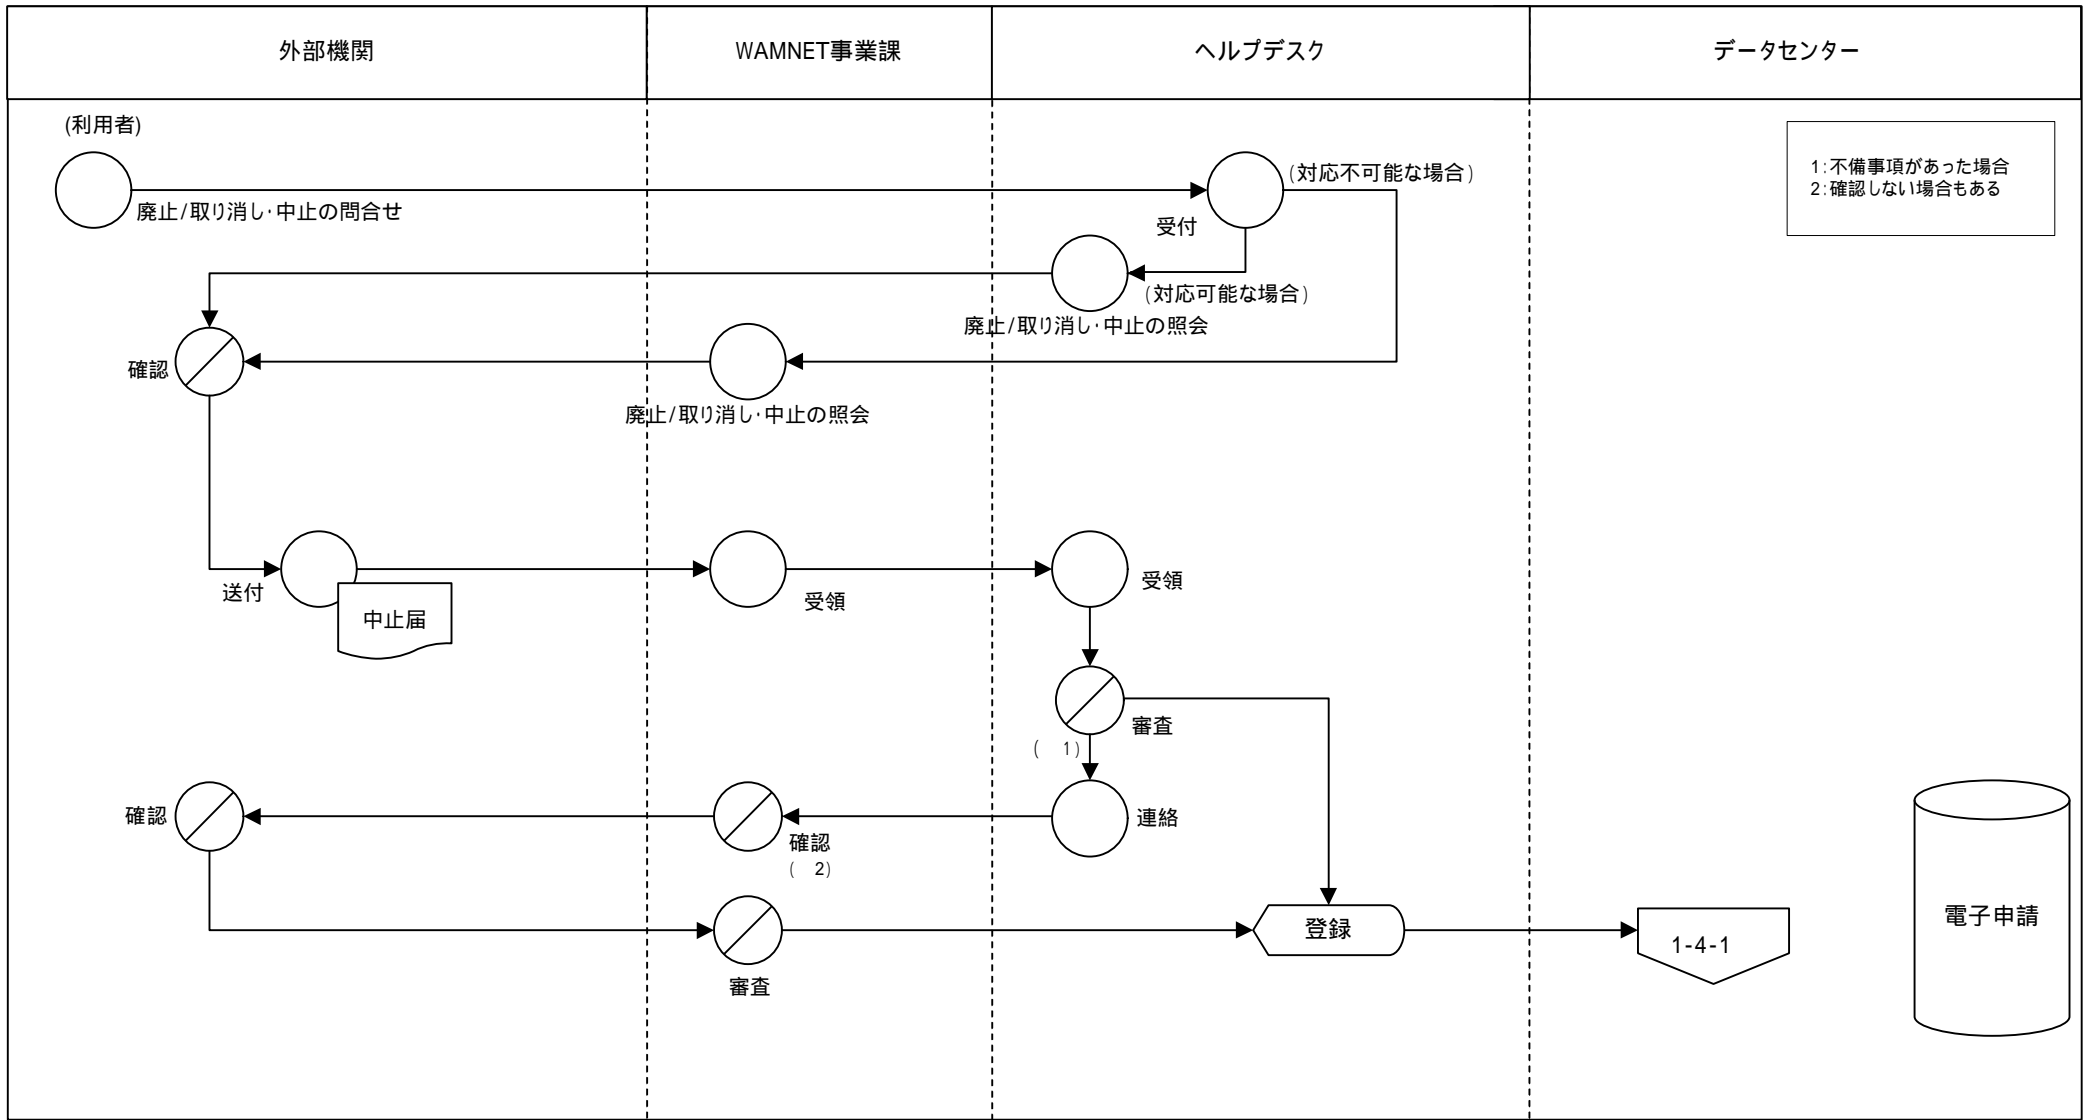 外部機関
WAMNET事業課
ヘルプデスク
データセンター
(利用者)
1:不備事項があった場合
2:確認しない場合もある
(対応不可能な場合)
廃止/取り消し・中止の問合せ
受付
(対応可能な場合)
廃止/取り消し・中止の照会
確認
廃止/取り消し・中止の照会
送付
中止届
受領
受領
審査
( 1)
確認
確認
( 2)
連絡
審査
登録
1-4-1
電子申請